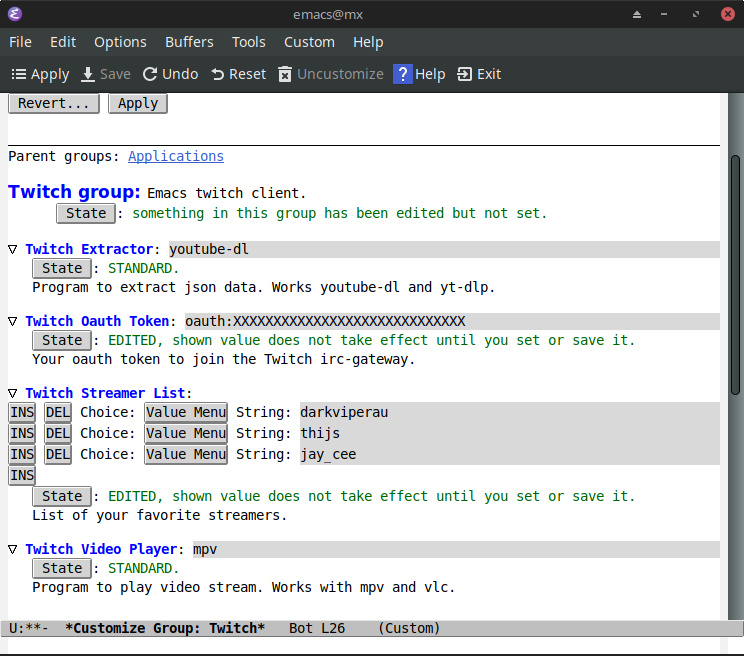 emacs@mx
File Edit Options Buffers Tools Custom Help
Apply Save Undo Reset Uncustomize ? Help Exit
Revert... Apply
Parent groups: Applications
Twitch group: Emacs twitch client.
State : something in this group has been edited but not set.
▽ Twitch Extractor: youtube-dl
State : STANDARD.
Program to extract json data. Works youtube-dl and yt-dlp.
▽ Twitch Oauth Token: oauth:XXXXXXXXXXXXXXXXXXXXXXXXXXXXX
State : EDITED, shown value does not take effect until you set or save it.
Your oauth token to join the Twitch irc-gateway.
▽ Twitch Streamer List:
INS DEL Choice: Value Menu String: darkviperau
INS DEL Choice: Value Menu String: thijs
INS DEL Choice: Value Menu String: jay_cee
INS
State : EDITED, shown value does not take effect until you set or save it.
List of your favorite streamers.
▽ Twitch Video Player: mpv
State : STANDARD.
Program to play video stream. Works with mpv and vlc.
U:**- *Customize Group: Twitch* Bot L26 (Custom)